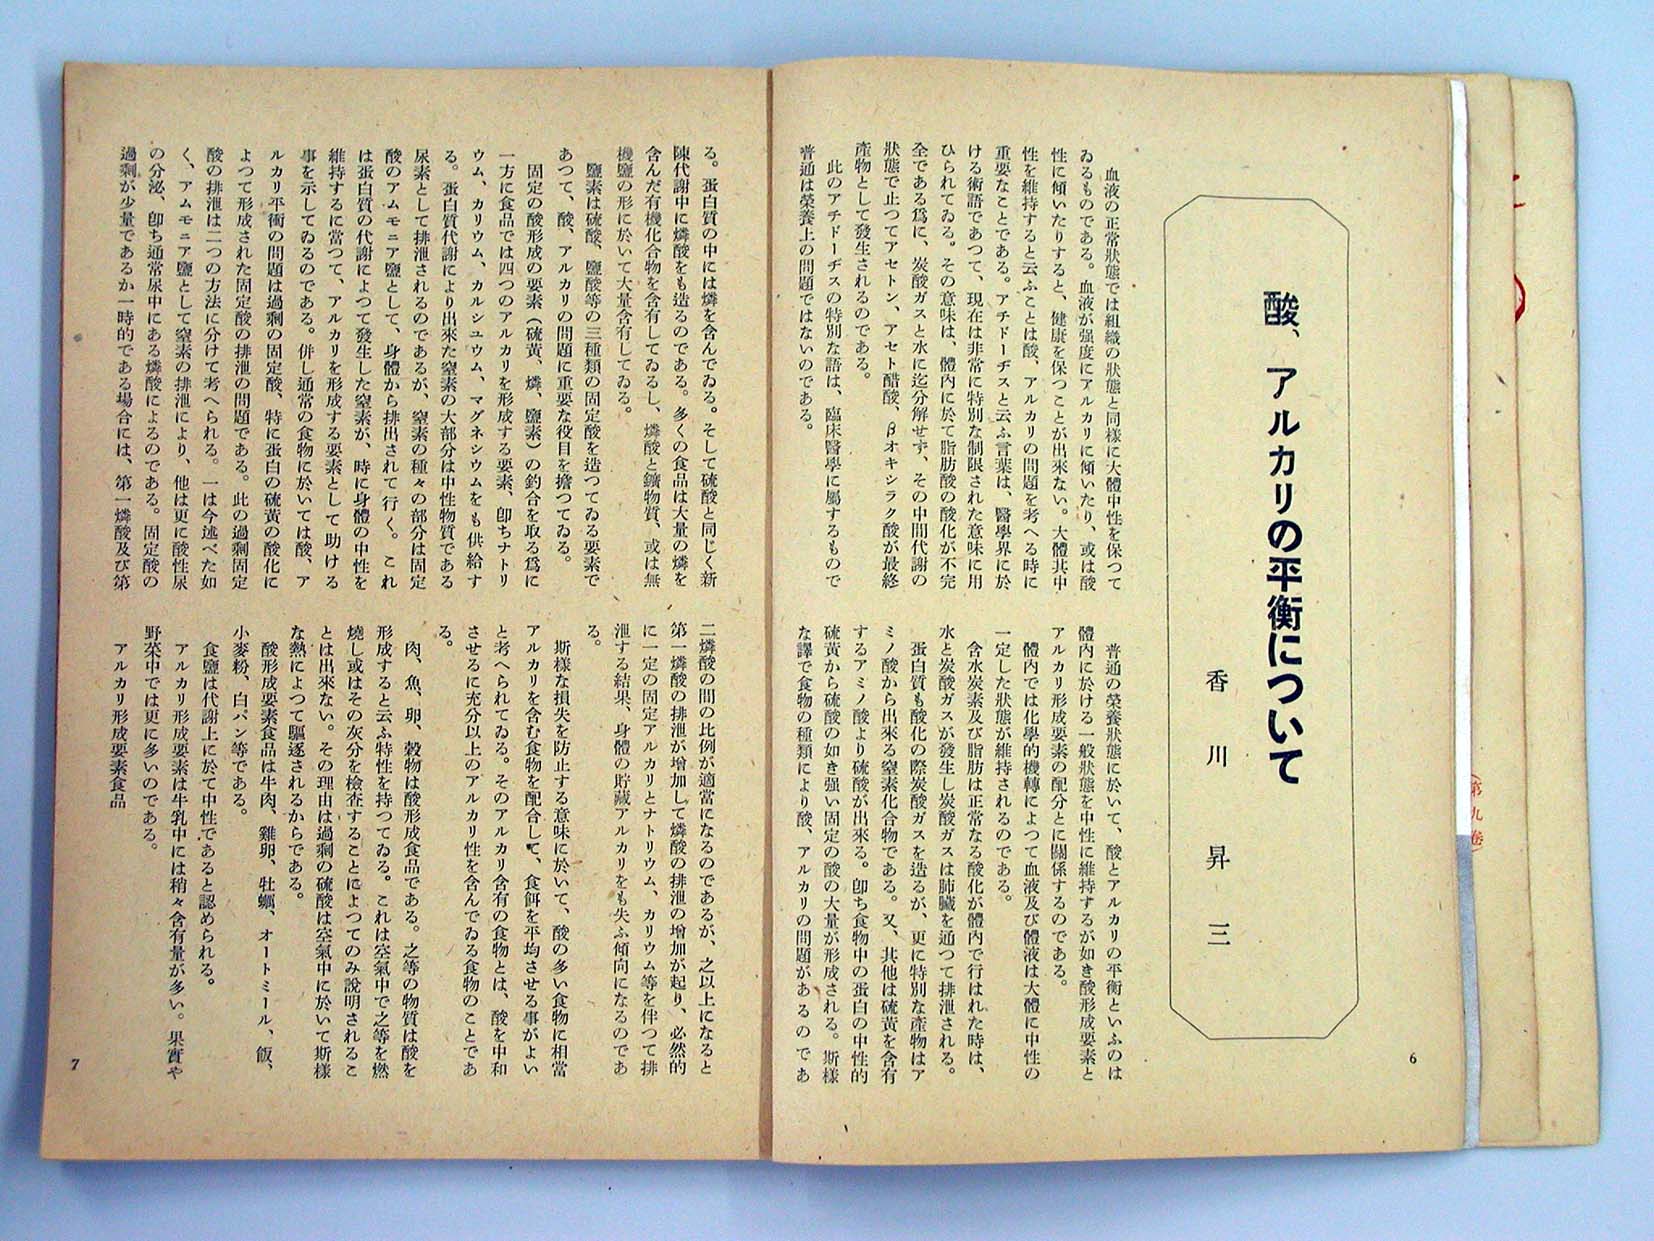 酸、アルカリの平衡について
香川昇三
血液の正常狀態では組織の狀態と同樣に大體中性を保つて
ゐるものである。血液が强度にアルカリに傾いたり、或は酸
性に傾いたりすると、健康を保つことが出來ない。大體其中
性を維持すると云ふことは酸、アルカリの問題を考へる時に
重要なことである。アチドーヂスと云ふ言葉は、醫學界に於
ける術語であつて、現在は非常に特別な制限された意味に用
ひられてゐる。その意味は、體內に於て脂肪酸の酸化が不完
全である爲に、炭酸ガスと水に迄分解せず、その中間代謝の
狀態で止つてアセトン、アセト醋酸、βオキシラク酸が最終
產物として發生されるのである。
此のアチドーヂスの特別な語は、臨床醫學に屬するもので
普通は榮養上の問題ではないのである。
普通の榮養狀態に於いて、酸とアルカリの平衡といふのは
體內に於ける一般狀態を中性に維持するが如き酸形成要素と
アルカリ形成要素の配分とに關係するのである。
體內では化學的機轉によつて血液及び體液は大體に中性の
一定した狀態が維持されるのである。
含水炭素及び脂肪は正常なる酸化が體內で行はれた時は、
水と炭酸ガスが發生し炭酸ガスは肺臟を通つて排泄される。
蛋白質も酸化の際炭酸ガスを造るが、更に特別な產物はア
ミノ酸から出來る窒素化合物である。又、其他は硫黃を含有
するアミノ酸より硫酸が出來る。卽ち食物中の蛋白の中性的
硫黃から硫酸の如き强い固定の酸の大量が形成される。斯樣
な譯で食物の種類により酸、アルカリの問題があるのであ
6
る。蛋白質の中には燐を含んでゐる。そして硫酸と同じく新
陳代謝中に燐酸をも造るのである。多くの食品は大量の燐を
含んだ有機化合物を含有してゐるし、燐酸と鑛物質、或は無
機鹽の形に於いて大量含有してゐる。
鹽素は硫酸、鹽酸等の三種類の固定酸を造つてゐる要素で
あつて、酸、アルカリの問題に重要な役目を擔つてゐる。
固定の酸形成の要素（硫黃、燐、鹽素）の釣合を取る爲に
一方に食品では四つのアルカリを形成する要素、卽ちナトリ
ウム、カリウム、カルシユウム、マグネシウムをも供給す
る。蛋白質代謝により出來た窒素の大部分は中性物質である
尿素として排泄されるのであるが、窒素の種々の部分は固定
酸のアムモニア鹽として、身體から排出されて行く。これ
は蛋白質の代謝によつて發生した窒素が、時に身體の中性を
維持するに當つて、アルカリを形成する要素として助ける
事を示してゐるのである。併し通常の食物に於いては酸、ア
ルカリ平衡の問題は過剩の固定酸、特に蛋白の硫黃の酸化に
よつて形成された固定酸の排泄の問題である。此の過剩固定
酸の排泄は二つの方法に分けて考へられる。一は今述べた如
く、アムモニア鹽として窒素の排泄により、他は更に酸性尿
の分泌、卽ち通常尿中にある燐酸によるのである。固定酸の
過剩が少量であるか一時的である場合には、第一燐酸及び第
二燐酸の間の比例が適當になるのであるが、之以上になると
第一燐酸の排泄が增加して燐酸の排泄の增加が起り、必然的
に一定の固定アルカリとナトリウム、カリウム等を伴つて排
泄する結果、身體の貯藏アルカリをも失ふ傾向になるのであ
る。
斯樣な損失を防止する意味に於いて、酸の多い食物に相當
アルカリを含む食物を配合して、食餌を平均させる事がよい
と考へられてゐる。そのアルカリ含有の食物とは、酸を中和
させるに充分以上のアルカリ性を含んでゐる食物のことであ
る。
肉、魚、卵、穀物は酸形成食品である。之等の物質は酸を
形成すると云ふ特性を持つてゐる。これは空氣中で之等を燃
燒し或はその灰分を檢查することによつてのみ說明されるこ
とは出來ない。その理由は過剩の硫酸は空氣中に於いて斯樣
な熱によつて驅逐されるからである。
酸形成要素食品は牛肉、雞卵、牡蠣、オートミール、飯、
小麥粉、白パン等である。
食鹽は代謝上に於て中性であると認められる。
アルカリ形成要素は牛乳中には稍々含有量が多い。果實や
野菜中では更に多いのである。
アルカリ形成要素食品
7
(第九卷)